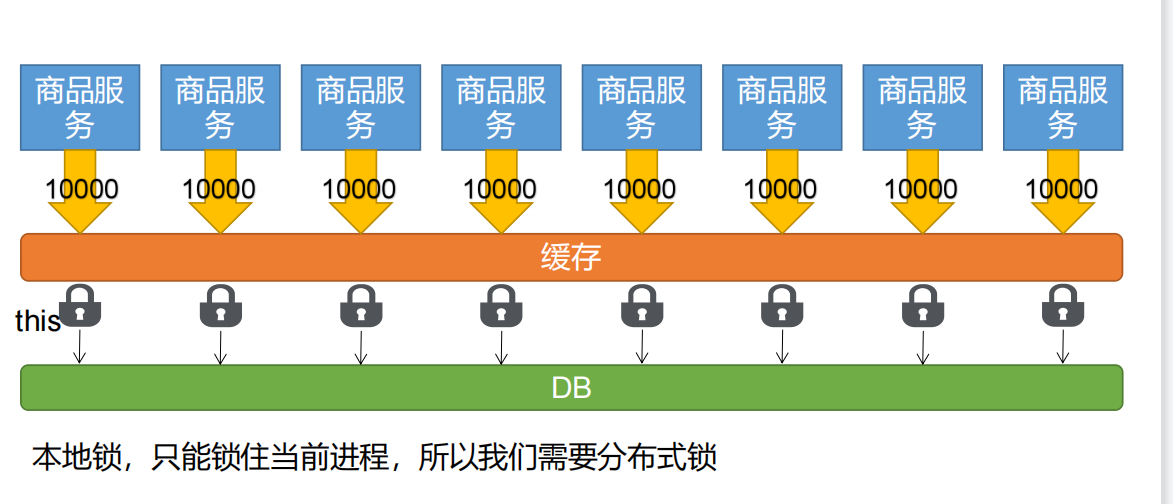 商品服 商品服 商品服 商品服 商品服 商品服 商品服 商品服
务 务 务 务 务 务 务 务
10000 10000 10000 10000 10000 10000 10000 10000
缓存
this
DB
本地锁，只能锁住当前进程，所以我们需要分布式锁